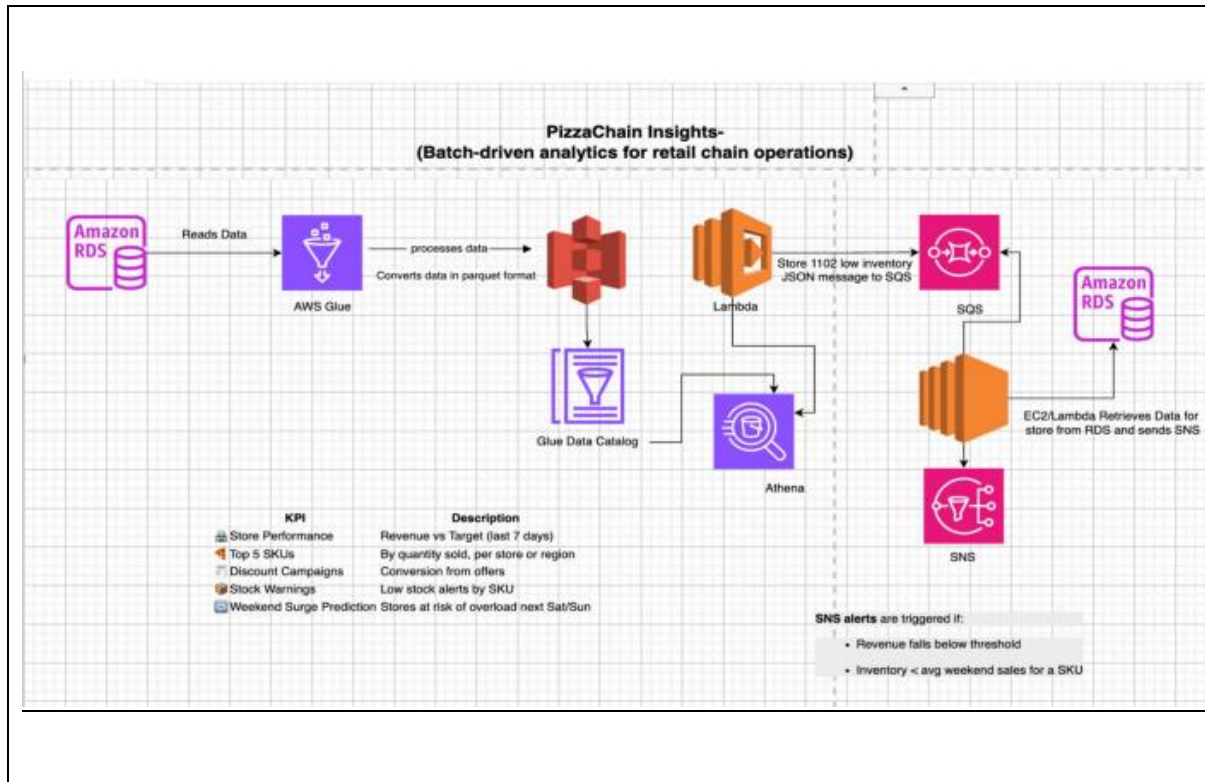 PizzaChain Insights-
(Batch-driven analytics for retail chain operations)
Amazon
RDS
Reads Data
AWS Glue
processes data
Converts data in parquet format
Lambda
Store 1102 low inventory
JSON message to SQS
SQS
Amazon
RDS
Glue Data Catalog
Athena
EC2/Lambda Retrieves Data for
store from RDS and sends SNS
SNS
KPI Description
Store Performance Revenue vs Target (last 7 days)
Top 5 SKUs By quantity sold, per store or region
Discount Campaigns Conversion from offers
Stock Warnings Low stock alerts by SKU
Weekend Surge Prediction Stores at risk of overload next Sat/Sun
SNS alerts are triggered if:
• Revenue falls below threshold
• Inventory < avg weekend sales for a SKU